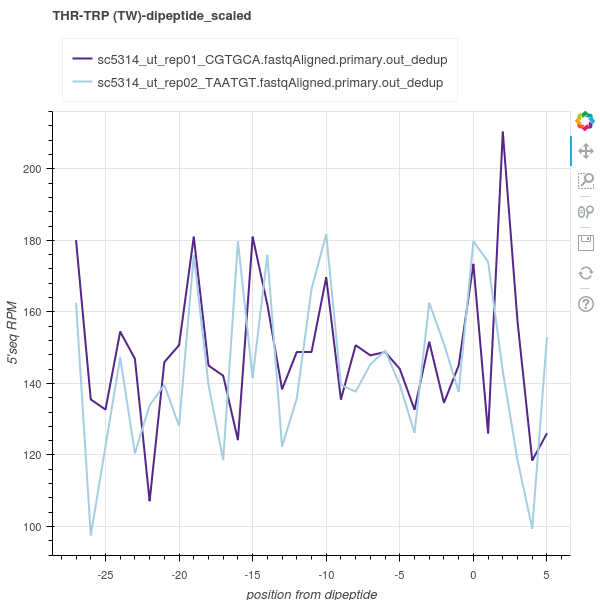 THR-TRP (TW)-dipeptide_scaled
sc5314_ut_rep01_CGTGCA.fastqAligned.primary.out_dedup
sc5314_ut_rep02_TAATGT.fastqAligned.primary.out_dedup
200
180
160
140
120
100
5'seq RPM
-25 -20 -15 -10 -5 0 5
position from dipeptide